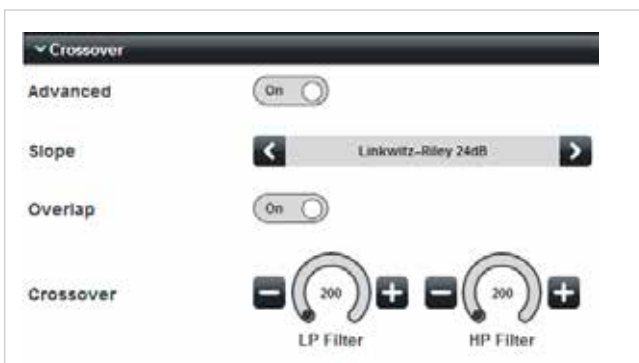 Crossover
Advanced
On
Slope
Linkwitz-Riley 24dB
Overlap
On
Crossover
200
200
LP Filter
HP Filter